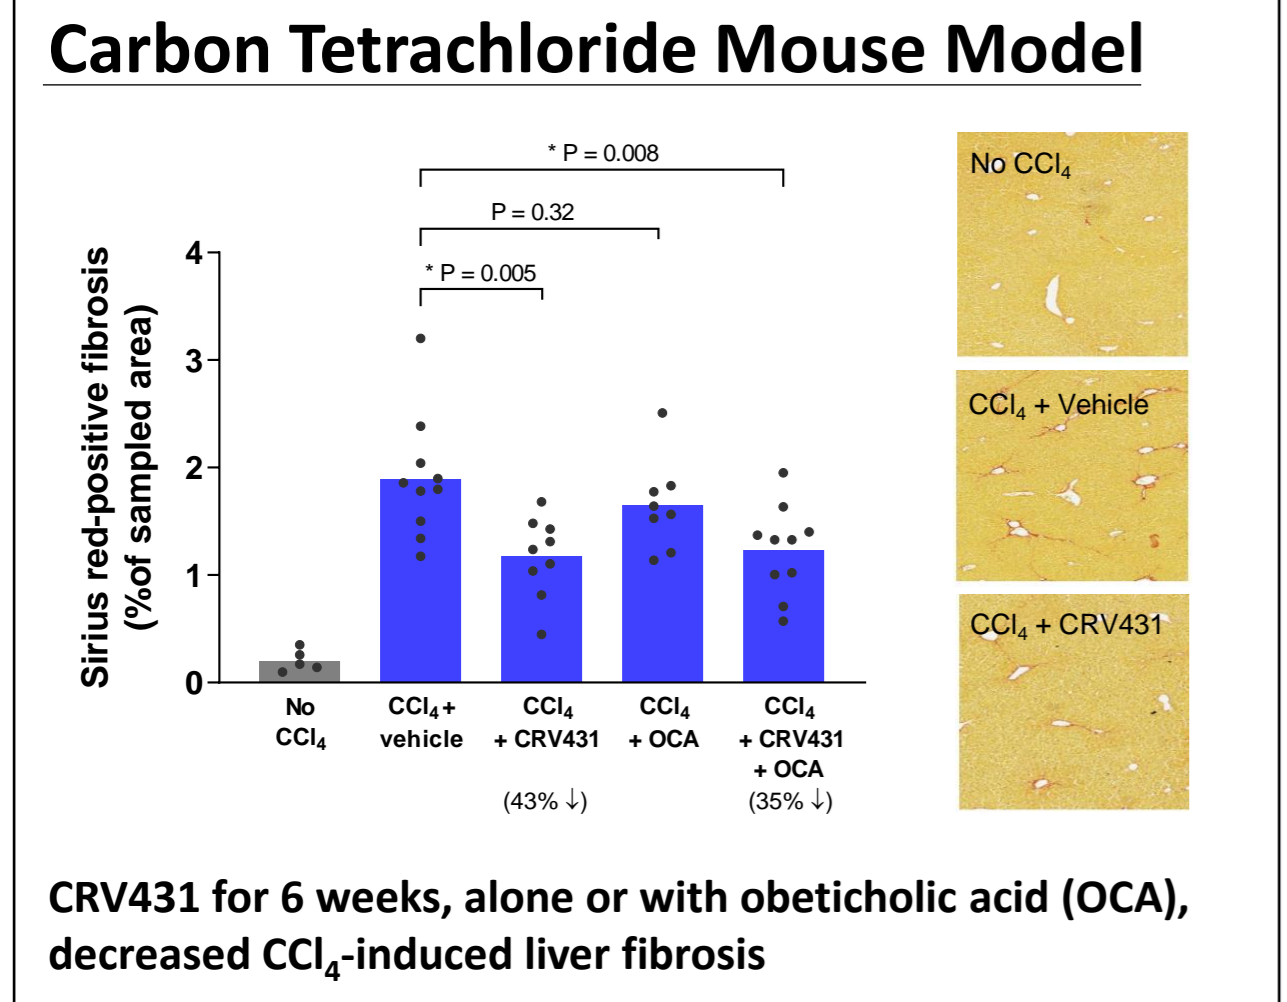 Carbon Tetrachloride Mouse Model
* P = 0.008
P = 0.32
* P = 0.005
Sirius red-positive fibrosis
(%of sampled area)
4
3
2
1
0
No
CCl₄
CCl₄ +
vehicle
CCl₄
+ CRV431
(43% ↓)
CCl₄
+ OCA
CCl₄
+ CRV431
+ OCA
(35% ↓)
No CCl₄
CCl₄ + Vehicle
CCl₄ + CRV431
CRV431 for 6 weeks, alone or with obeticholic acid (OCA),
decreased CCl₄-induced liver fibrosis